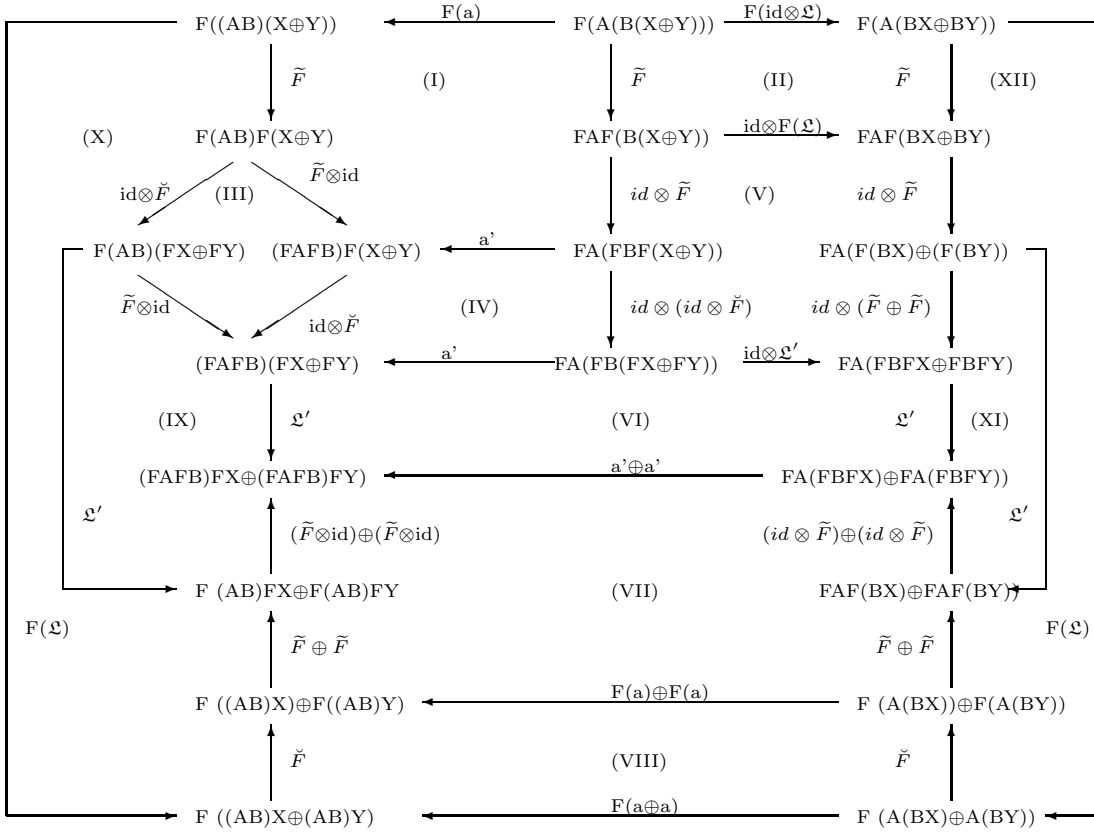 F(a) F(id⊗𝔏)
F((AB)(X⊕Y)) F(A(B(X⊕Y))) F(A(BX⊕BY))
F̃ (I) F̃ (II) F̃ (XII)
id⊗F(𝔏)
(X) F(AB)F(X⊕Y) FAF(B(X⊕Y)) FAF(BX⊕BY)
F̃⊗id
id⊗F̆ (III) id ⊗ F̃ (V) id ⊗ F̃
a'
F(AB)(FX⊕FY) (FAFB)F(X⊕Y) FA(FBF(X⊕Y)) FA(F(BX)⊕(F(BY))
F̃⊗id (IV) id ⊗ (id ⊗ F̆) id ⊗ (F̃ ⊕ F̃)
id⊗F̆
a' id⊗𝔏'
(FAFB)(FX⊕FY) FA(FB(FX⊕FY)) FA(FBFX⊕FBFY)
(IX) 𝔏' (VI) 𝔏' (XI)
a'⊕a'
(FAFB)FX⊕(FAFB)FY) FA(FBFX)⊕FA(FBFY))
𝔏' 𝔏'
(F̃⊗id)⊕(F̃⊗id) (id ⊗ F̃)⊕(id ⊗ F̃)
F (AB)FX⊕F(AB)FY (VII) FAF(BX)⊕FAF(BY))
F(𝔏) F(𝔏)
F̃ ⊕ F̃ F̃ ⊕ F̃
F(a)⊕F(a)
F ((AB)X)⊕F((AB)Y) F (A(BX))⊕F(A(BY))
F̆ (VIII) F̆
F(a⊕a)
F ((AB)X⊕(AB)Y) F (A(BX)⊕A(BY))